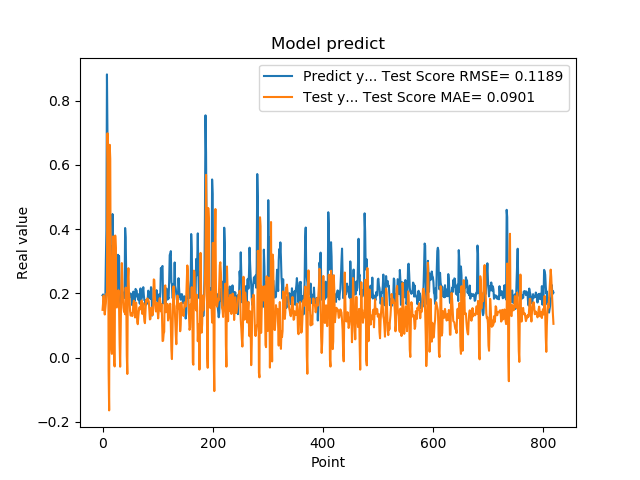 Model predict
Predict y... Test Score RMSE= 0.1189
Test y... Test Score MAE= 0.0901
0.8
0.6
0.4
0.2
0.0
−0.2
Real value
0 200 400 600 800
Point